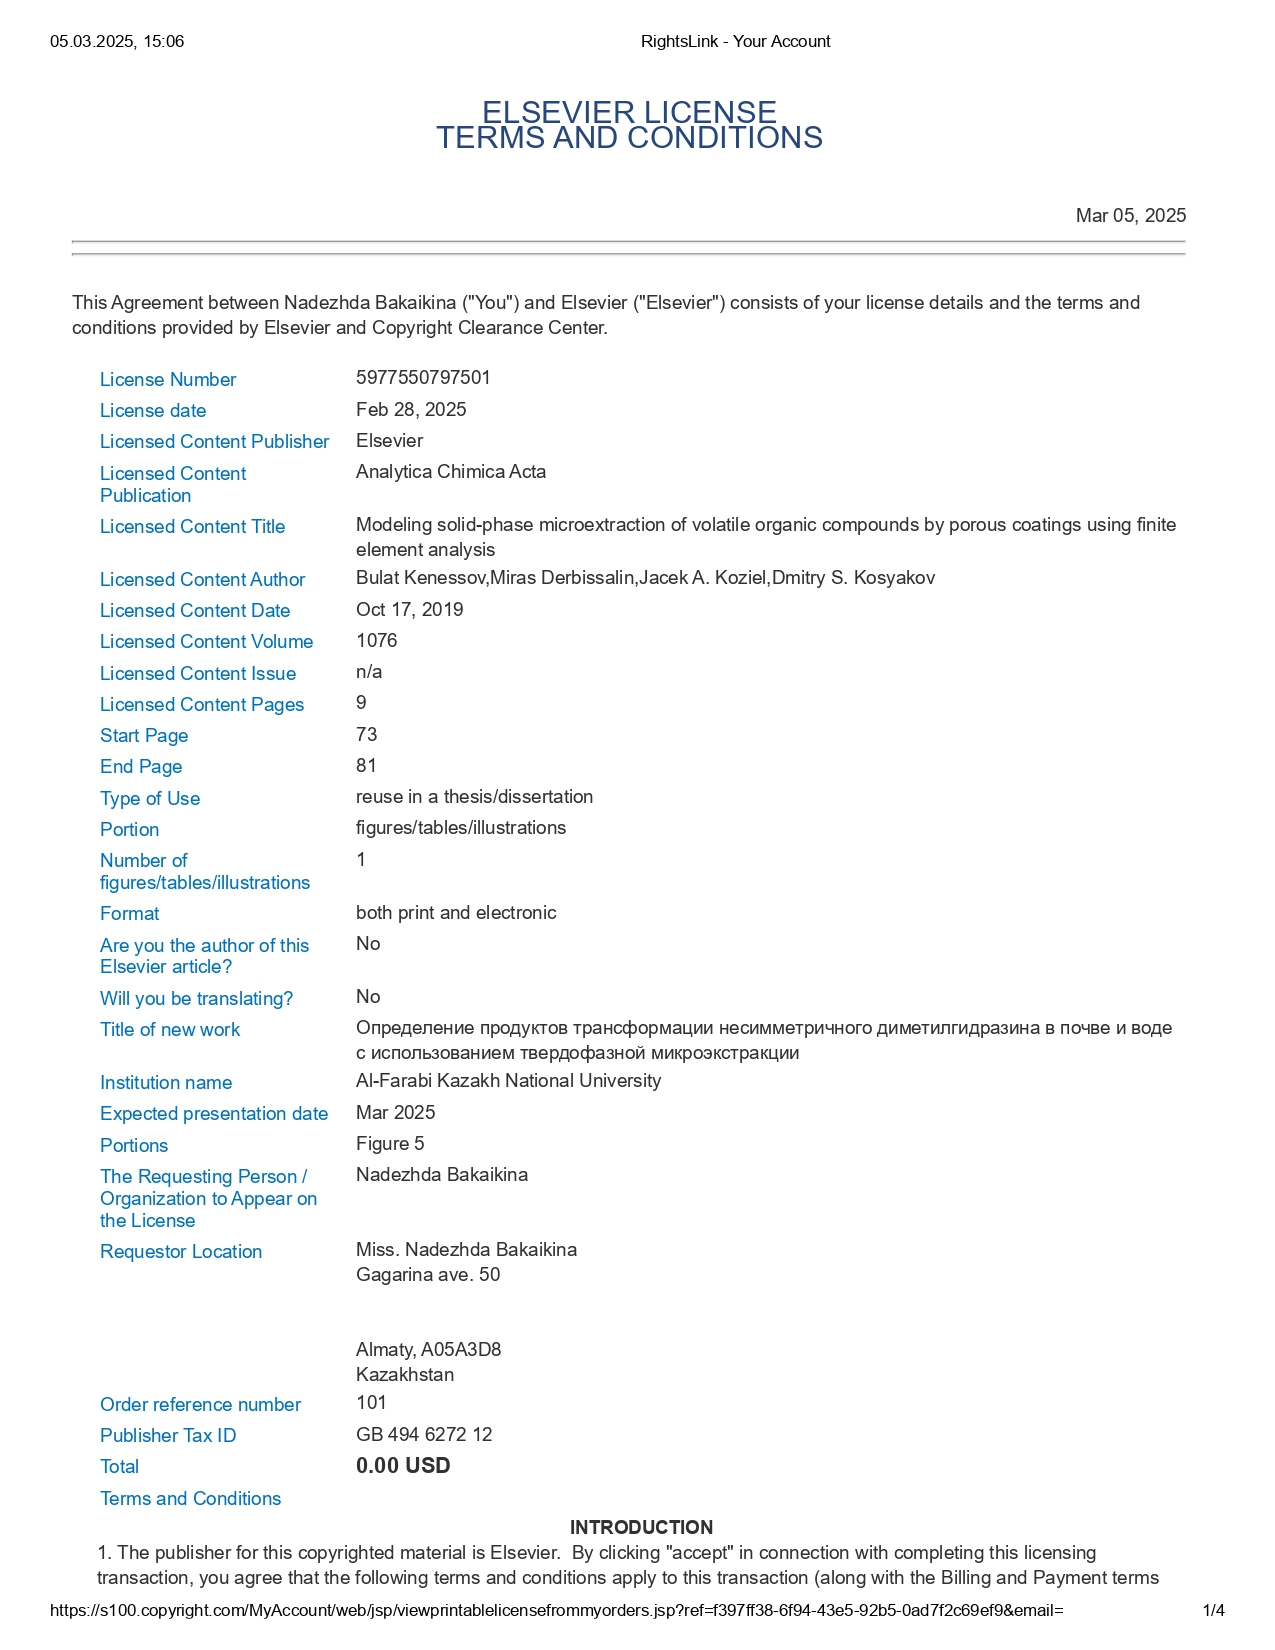 05.03.2025, 15:06
RightsLink - Your Account
ELSEVIER LICENSE
TERMS AND CONDITIONS
Mar 05, 2025
This Agreement between Nadezhda Bakaikina ("You") and Elsevier ("Elsevier") consists of your license details and the terms and
conditions provided by Elsevier and Copyright Clearance Center.
License Number 5977550797501
License date Feb 28, 2025
Licensed Content Publisher Elsevier
Licensed Content
Publication Analytica Chimica Acta
Licensed Content Title Modeling solid-phase microextraction of volatile organic compounds by porous coatings using finite
element analysis
Licensed Content Author Bulat Kenessov,Miras Derbissalin,Jacek A. Koziel,Dmitry S. Kosyakov
Licensed Content Date Oct 17, 2019
Licensed Content Volume 1076
Licensed Content Issue n/a
Licensed Content Pages 9
Start Page 73
End Page 81
Type of Use reuse in a thesis/dissertation
Portion figures/tables/illustrations
Number of
figures/tables/illustrations 1
Format both print and electronic
Are you the author of this
Elsevier article? No
Will you be translating? No
Title of new work Определение продуктов трансформации несимметричного диметилгидразина в почве и воде
с использованием твердофазной микроэкстракции
Institution name Al-Farabi Kazakh National University
Expected presentation date Mar 2025
Portions Figure 5
The Requesting Person /
Organization to Appear on
the License Nadezhda Bakaikina
Requestor Location Miss. Nadezhda Bakaikina
Gagarina ave. 50
Almaty, A05A3D8
Kazakhstan
Order reference number 101
Publisher Tax ID GB 494 6272 12
Total 0.00 USD
Terms and Conditions
INTRODUCTION
1. The publisher for this copyrighted material is Elsevier.  By clicking "accept" in connection with completing this licensing
transaction, you agree that the following terms and conditions apply to this transaction (along with the Billing and Payment terms
https://s100.copyright.com/MyAccount/web/jsp/viewprintablelicensefrommyorders.jsp?ref=f397ff38-6f94-43e5-92b5-0ad7f2c69ef9&email=
1/4